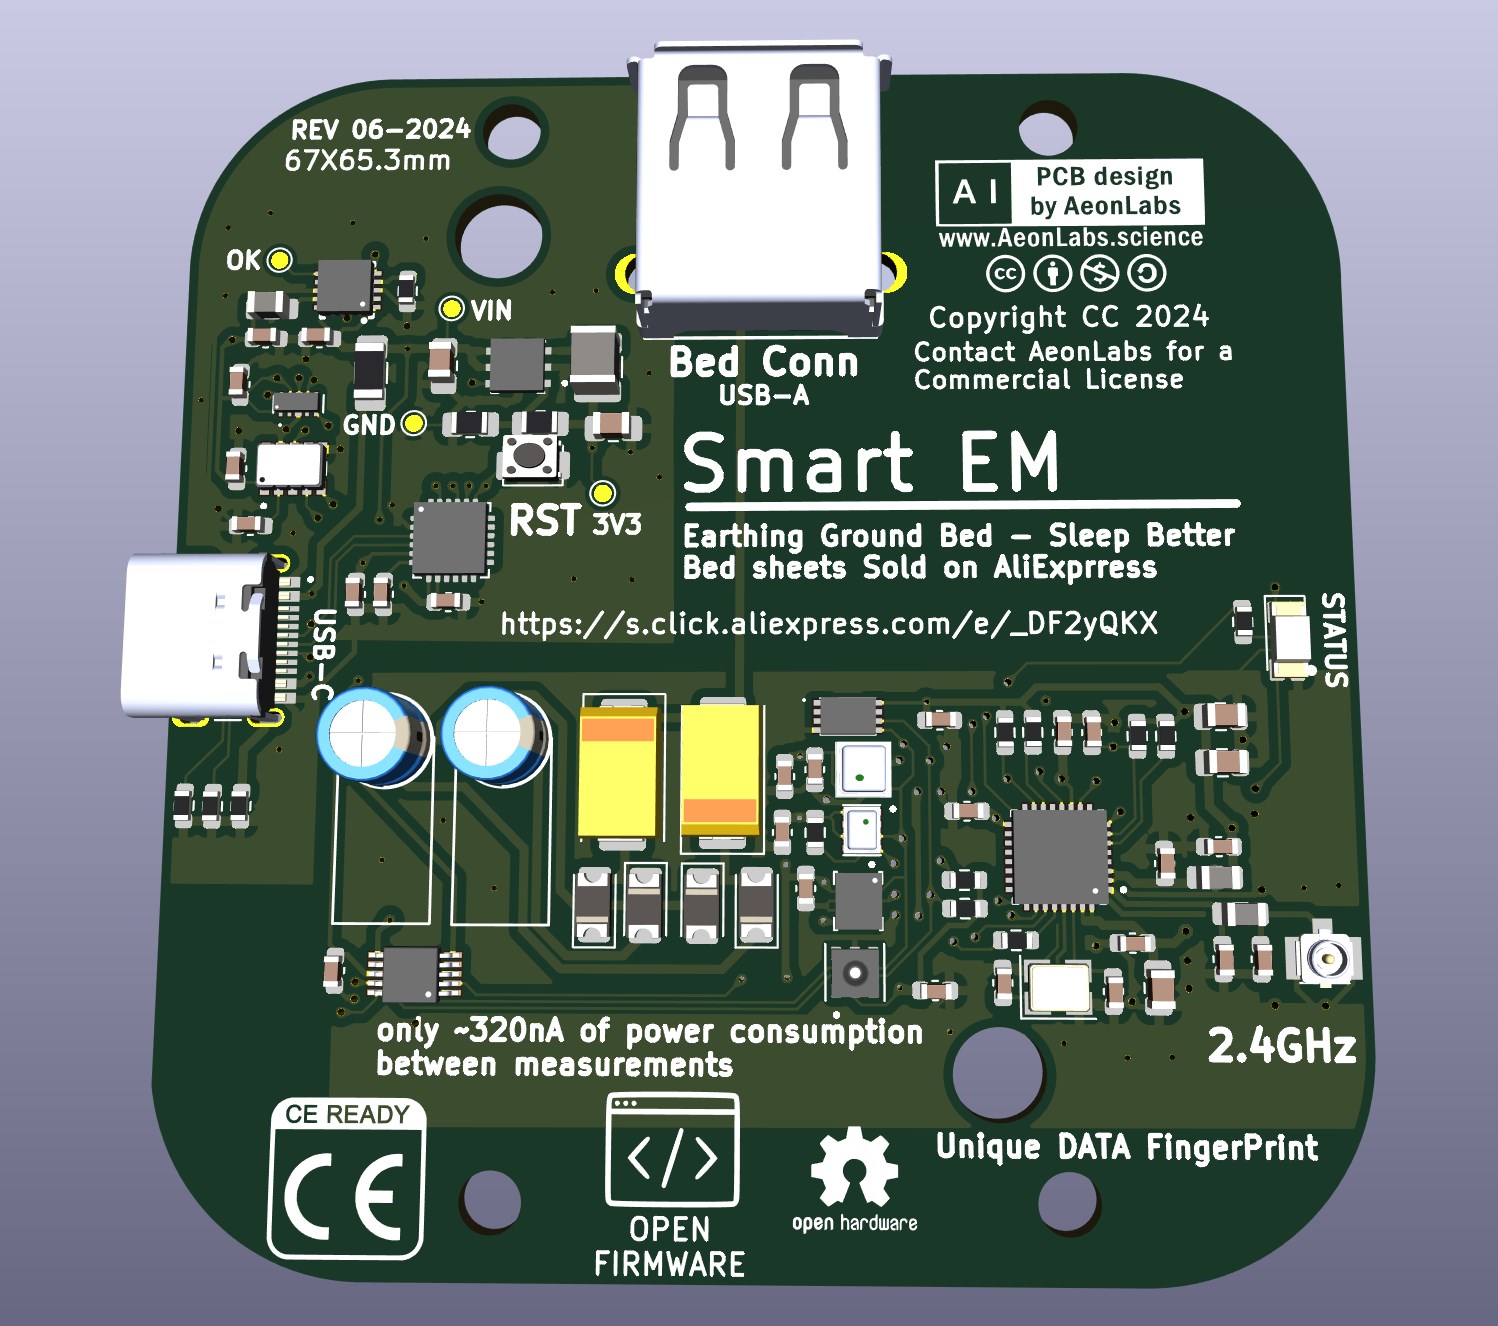 REV 06-2024
67X65.3mm
AI
PCB design
by AeonLabs
www.AeonLabs.science
cc
Copyright CC 2024
Contact AeonLabs for a
Commercial License
OK
VIN
GND
RST
3V3
Bed Conn
USB-A
Smart EM
Earthing Ground Bed - Sleep Better
Bed sheets Sold on AliExprress
https://s.click.aliexpress.com/e/_DF2yQKX
USB-C
STATUS
only ~320nA of power consumption
between measurements
2.4GHz
CE READY
CE
</>
OPEN
FIRMWARE
open hardware
Unique DATA FingerPrint